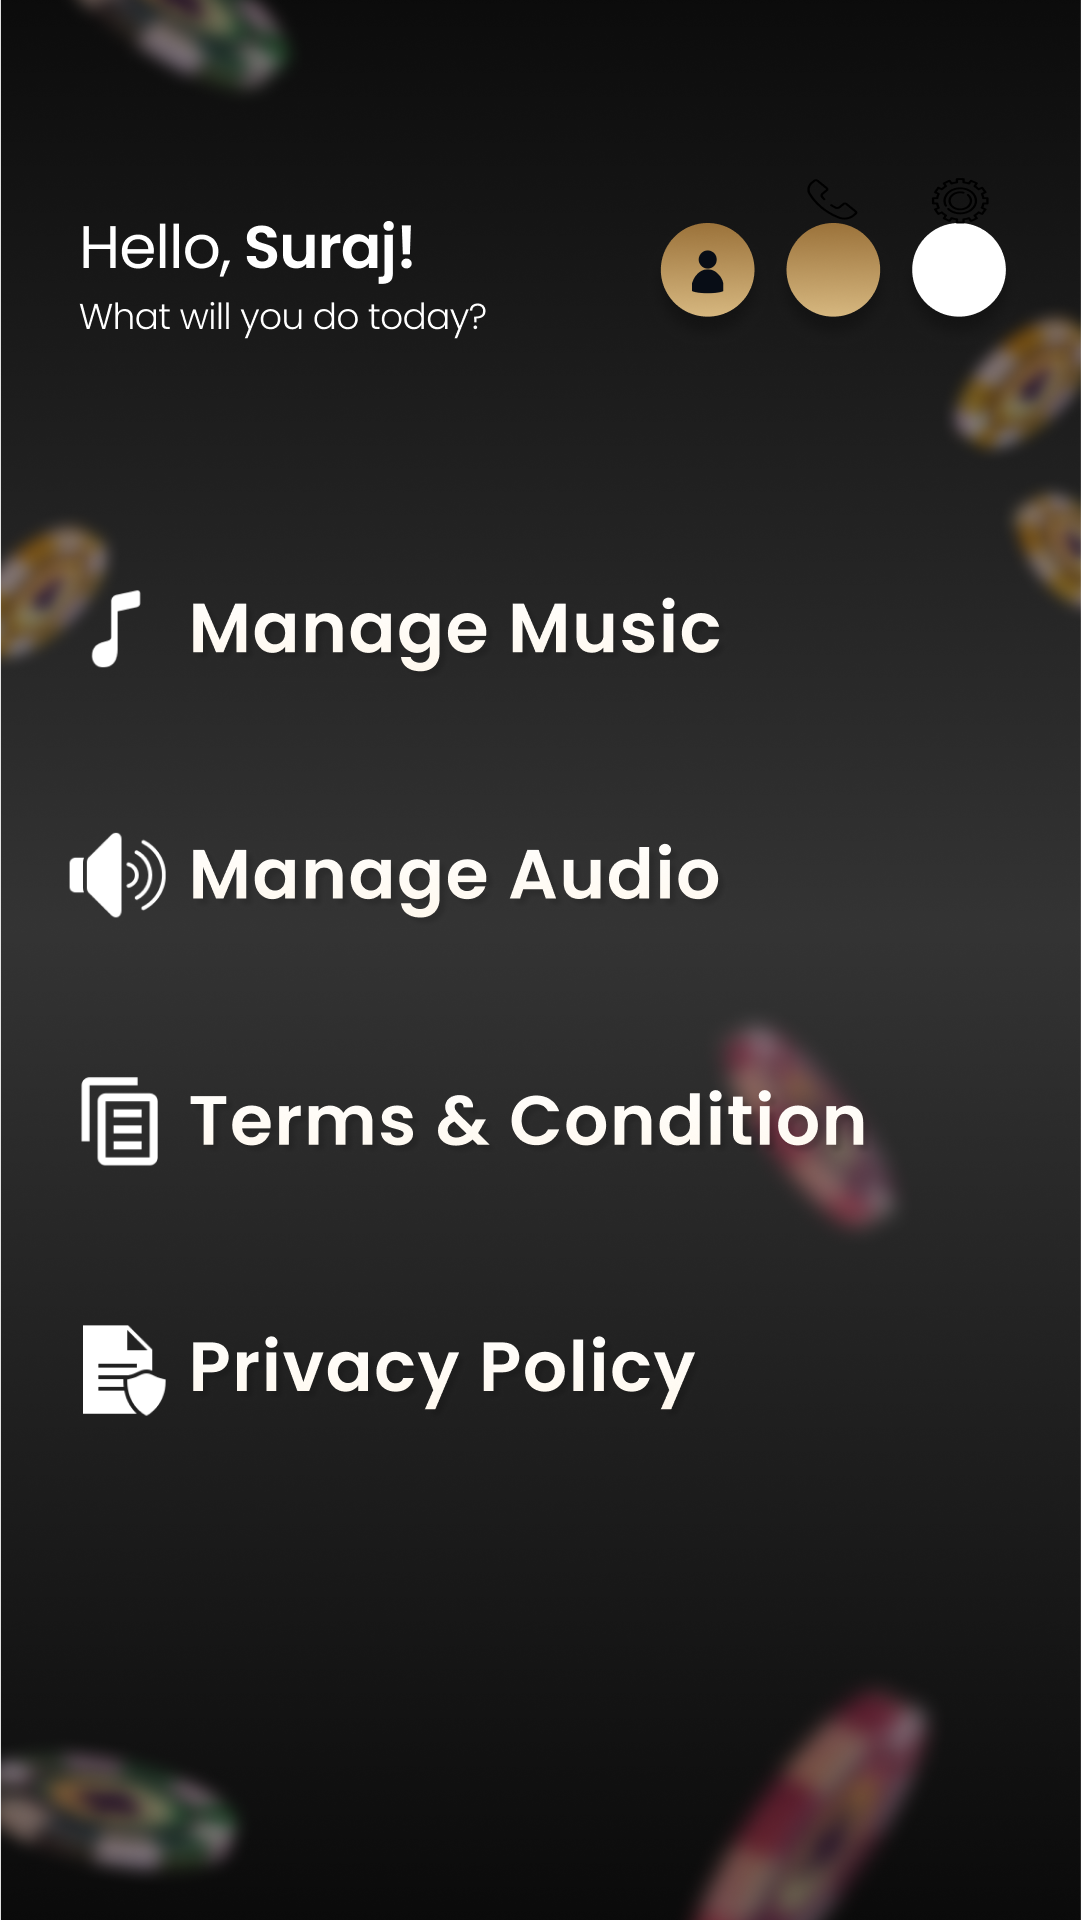 Hello, Suraj!
What will you do today?
Manage Music
Manage Audio
Terms & Condition
Privacy Policy